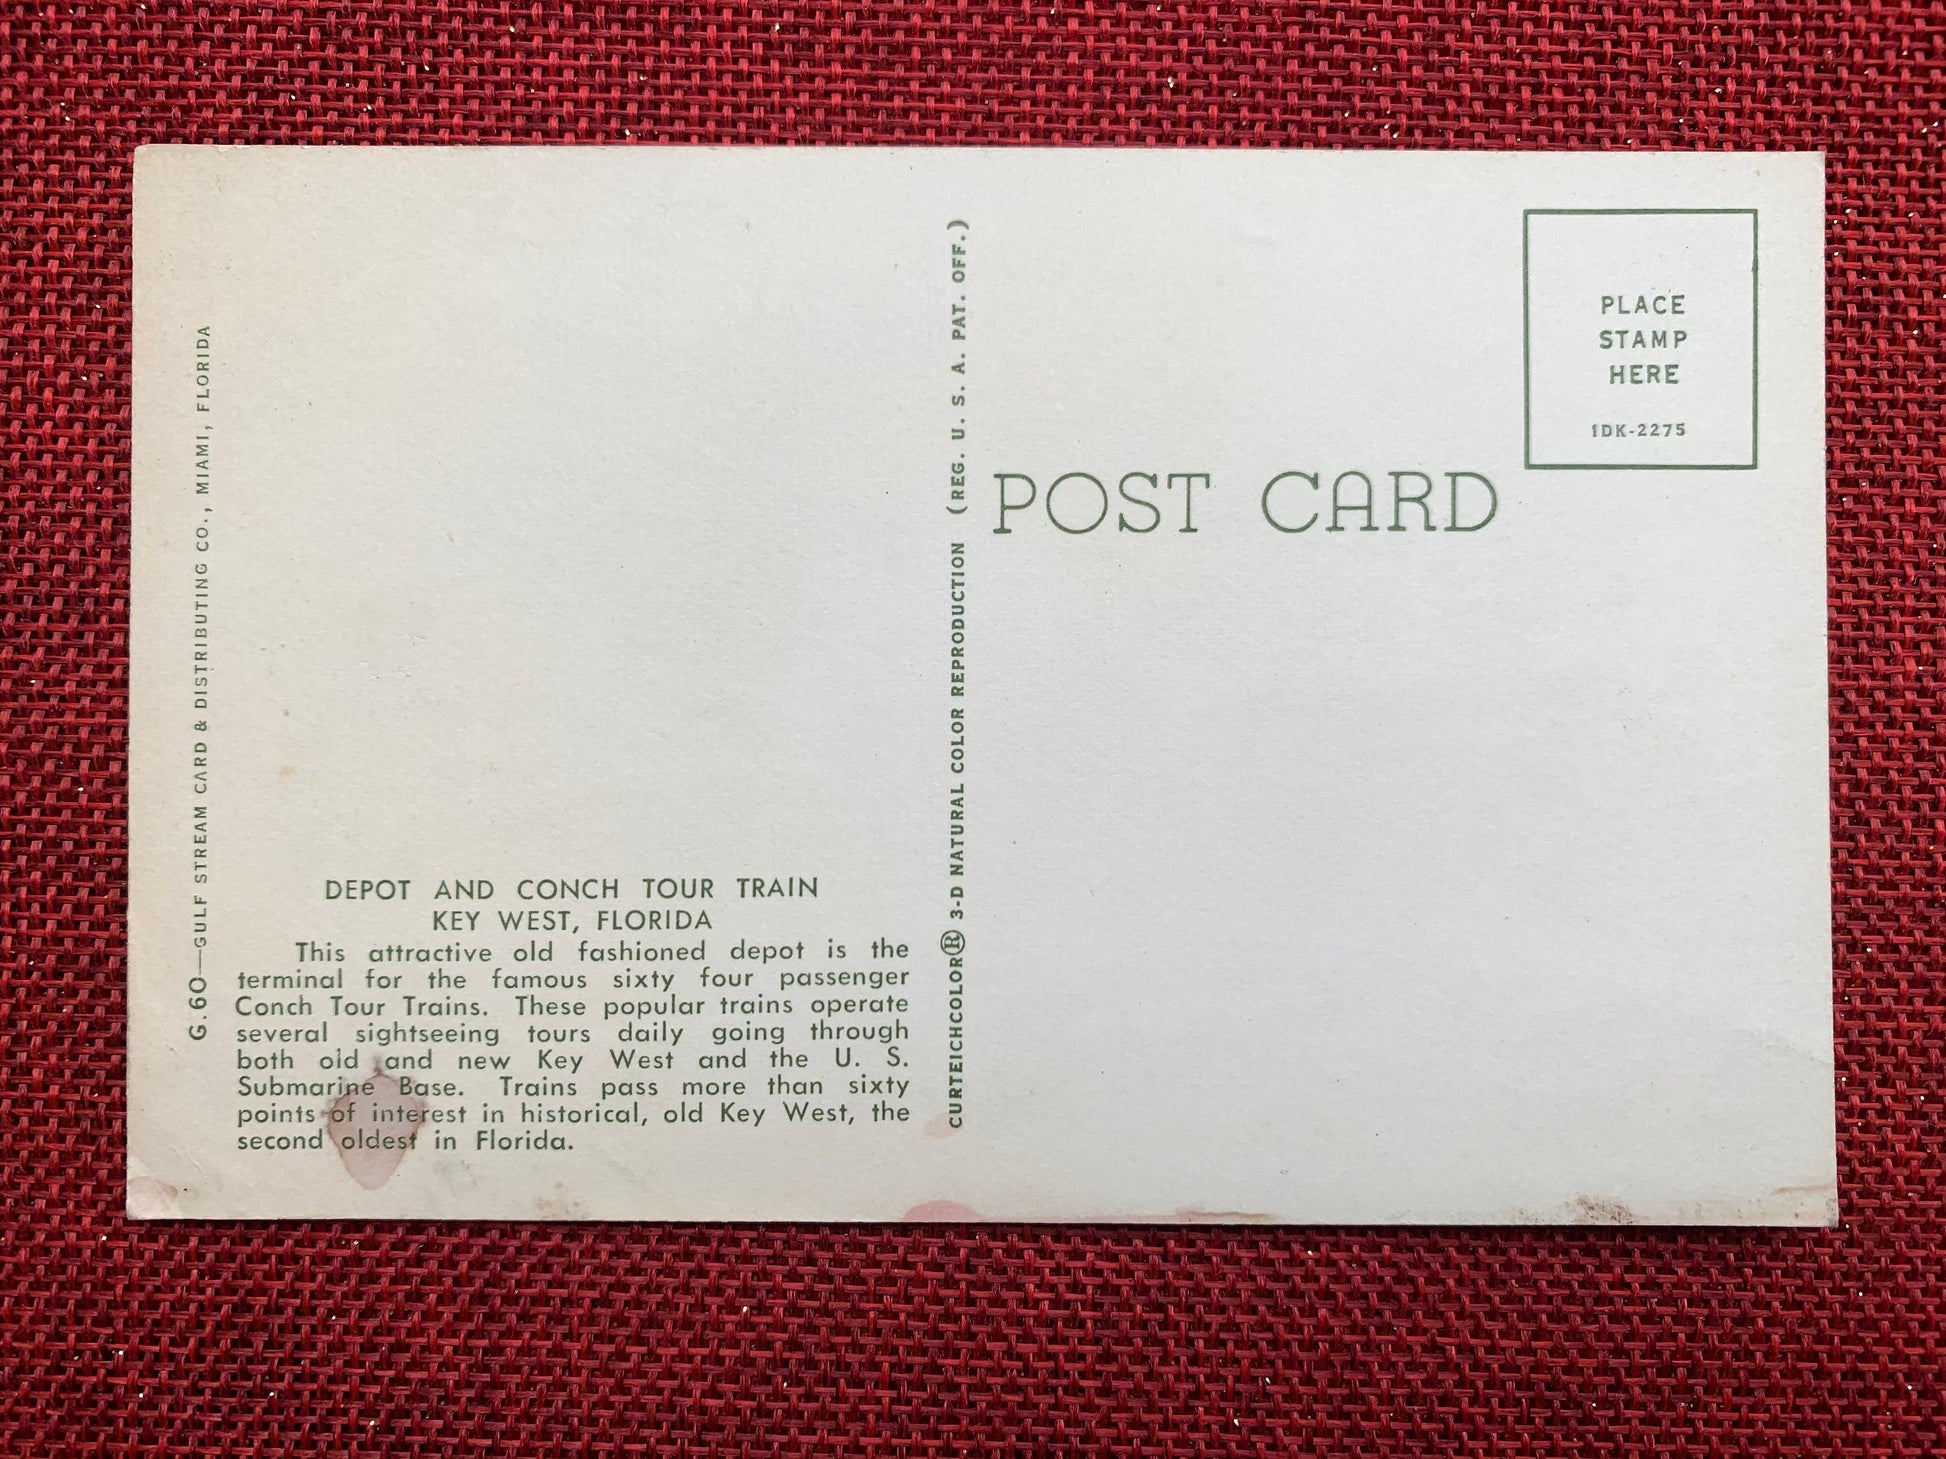 G.60—GULF STREAM CARD & DISTRIBUTING CO., MIAMI, FLORIDA
DEPOT AND CONCH TOUR TRAIN
KEY WEST, FLORIDA
This attractive old fashioned depot is the
terminal for the famous sixty four passenger
Conch Tour Trains. These popular trains operate
several sightseeing tours daily going through
both old and new Key West and the U. S.
Submarine Base. Trains pass more than sixty
points of interest in historical, old Key West, the
second oldest in Florida.
CURTEICHCOLOR® 3-D NATURAL COLOR REPRODUCTION (REG. U. S. A. PAT. OFF.)
POST CARD
PLACE
STAMP
HERE
1DK-2275